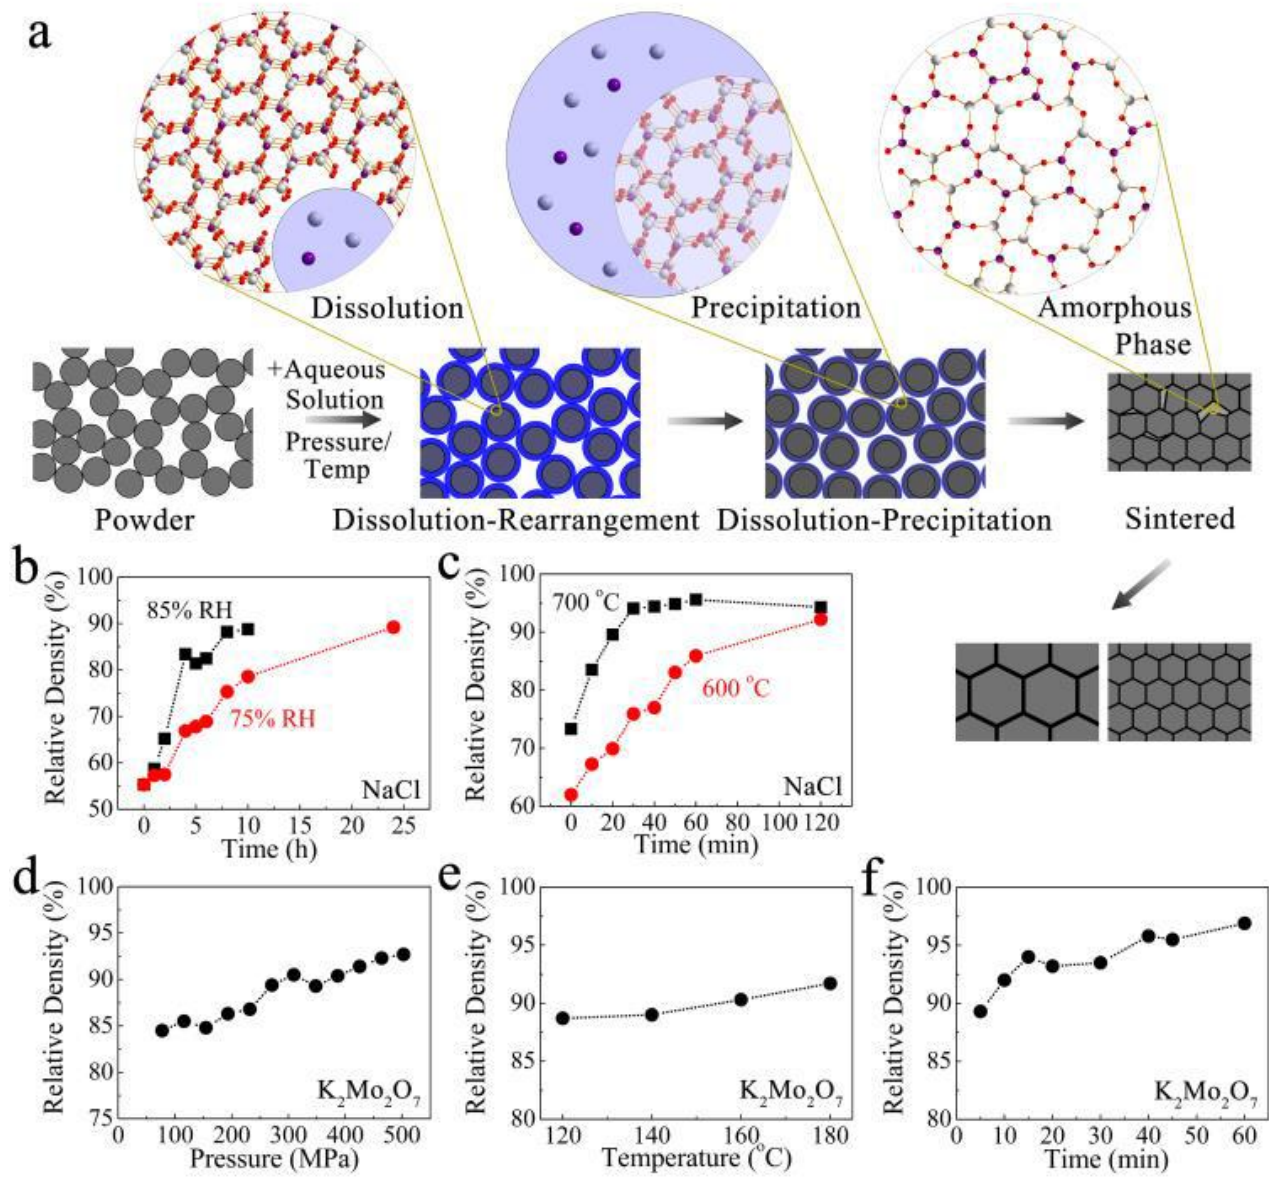 a
Dissolution
Precipitation
Amorphous
Phase
+Aqueous
Solution
Pressure/
Temp
Powder
Dissolution-Rearrangement
Dissolution-Precipitation
Sintered
b
Relative Density (%)
100
90
80
70
60
50
85% RH
75% RH
NaCl
0 5 10 15 20 25
Time (h)
c
Relative Density (%)
100
90
80
70
60
700 °C
600 °C
NaCl
0 20 40 60 80 100 120
Time (min)
d
Relative Density (%)
100
95
90
85
80
75
K₂Mo₂O₇
0 100 200 300 400 500
Pressure (MPa)
e
Relative Density (%)
100
95
90
85
80
K₂Mo₂O₇
120 140 160 180
Temperature (°C)
f
Relative Density (%)
100
95
90
85
80
K₂Mo₂O₇
0 10 20 30 40 50 60
Time (min)